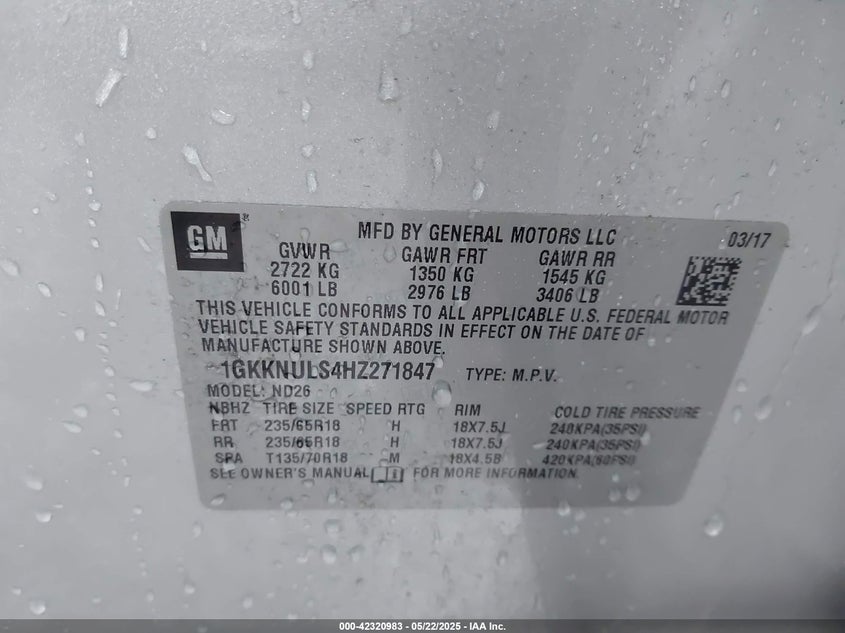 GM
MFD BY GENERAL MOTORS LLC 03/17
GVWR GAWR FRT GAWR RR
2722 KG 1350 KG 1545 KG
6001 LB 2976 LB 3406 LB
THIS VEHICLE CONFORMS TO ALL APPLICABLE U.S. FEDERAL MOTOR
VEHICLE SAFETY STANDARDS IN EFFECT ON THE DATE OF
MANUFACTURE SHOWN ABOVE.
1GKKNULS4HZ271847 TYPE: M.P.V.
MODEL: ND26
NBHZ TIRE SIZE SPEED RTG RIM COLD TIRE PRESSURE
FRT 235/65R18 H 18X7.5J 240KPA(35PSI)
RR 235/65R18 H 18X7.5J 240KPA(35PSI)
SPA T135/70R18 M 18X4.5B 420KPA(60PSI)
SEE OWNER'S MANUAL FOR MORE INFORMATION.
000-42320983 - 05/22/2025 - IAA Inc.